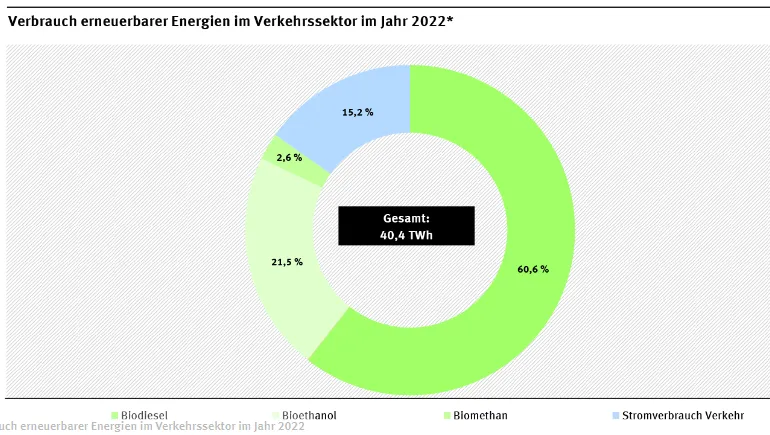 Verbrauch erneuerbarer Energien im Verkehrssektor im Jahr 2022*
15,2 %
2,6 %
Gesamt:
40,4 TWh
21,5 %
60,6 %
Biodiesel
Bioethanol
Biomethan
Stromverbrauch Verkehr
uch erneuerbarer Energien im Verkehrssektor im Jahr 2022